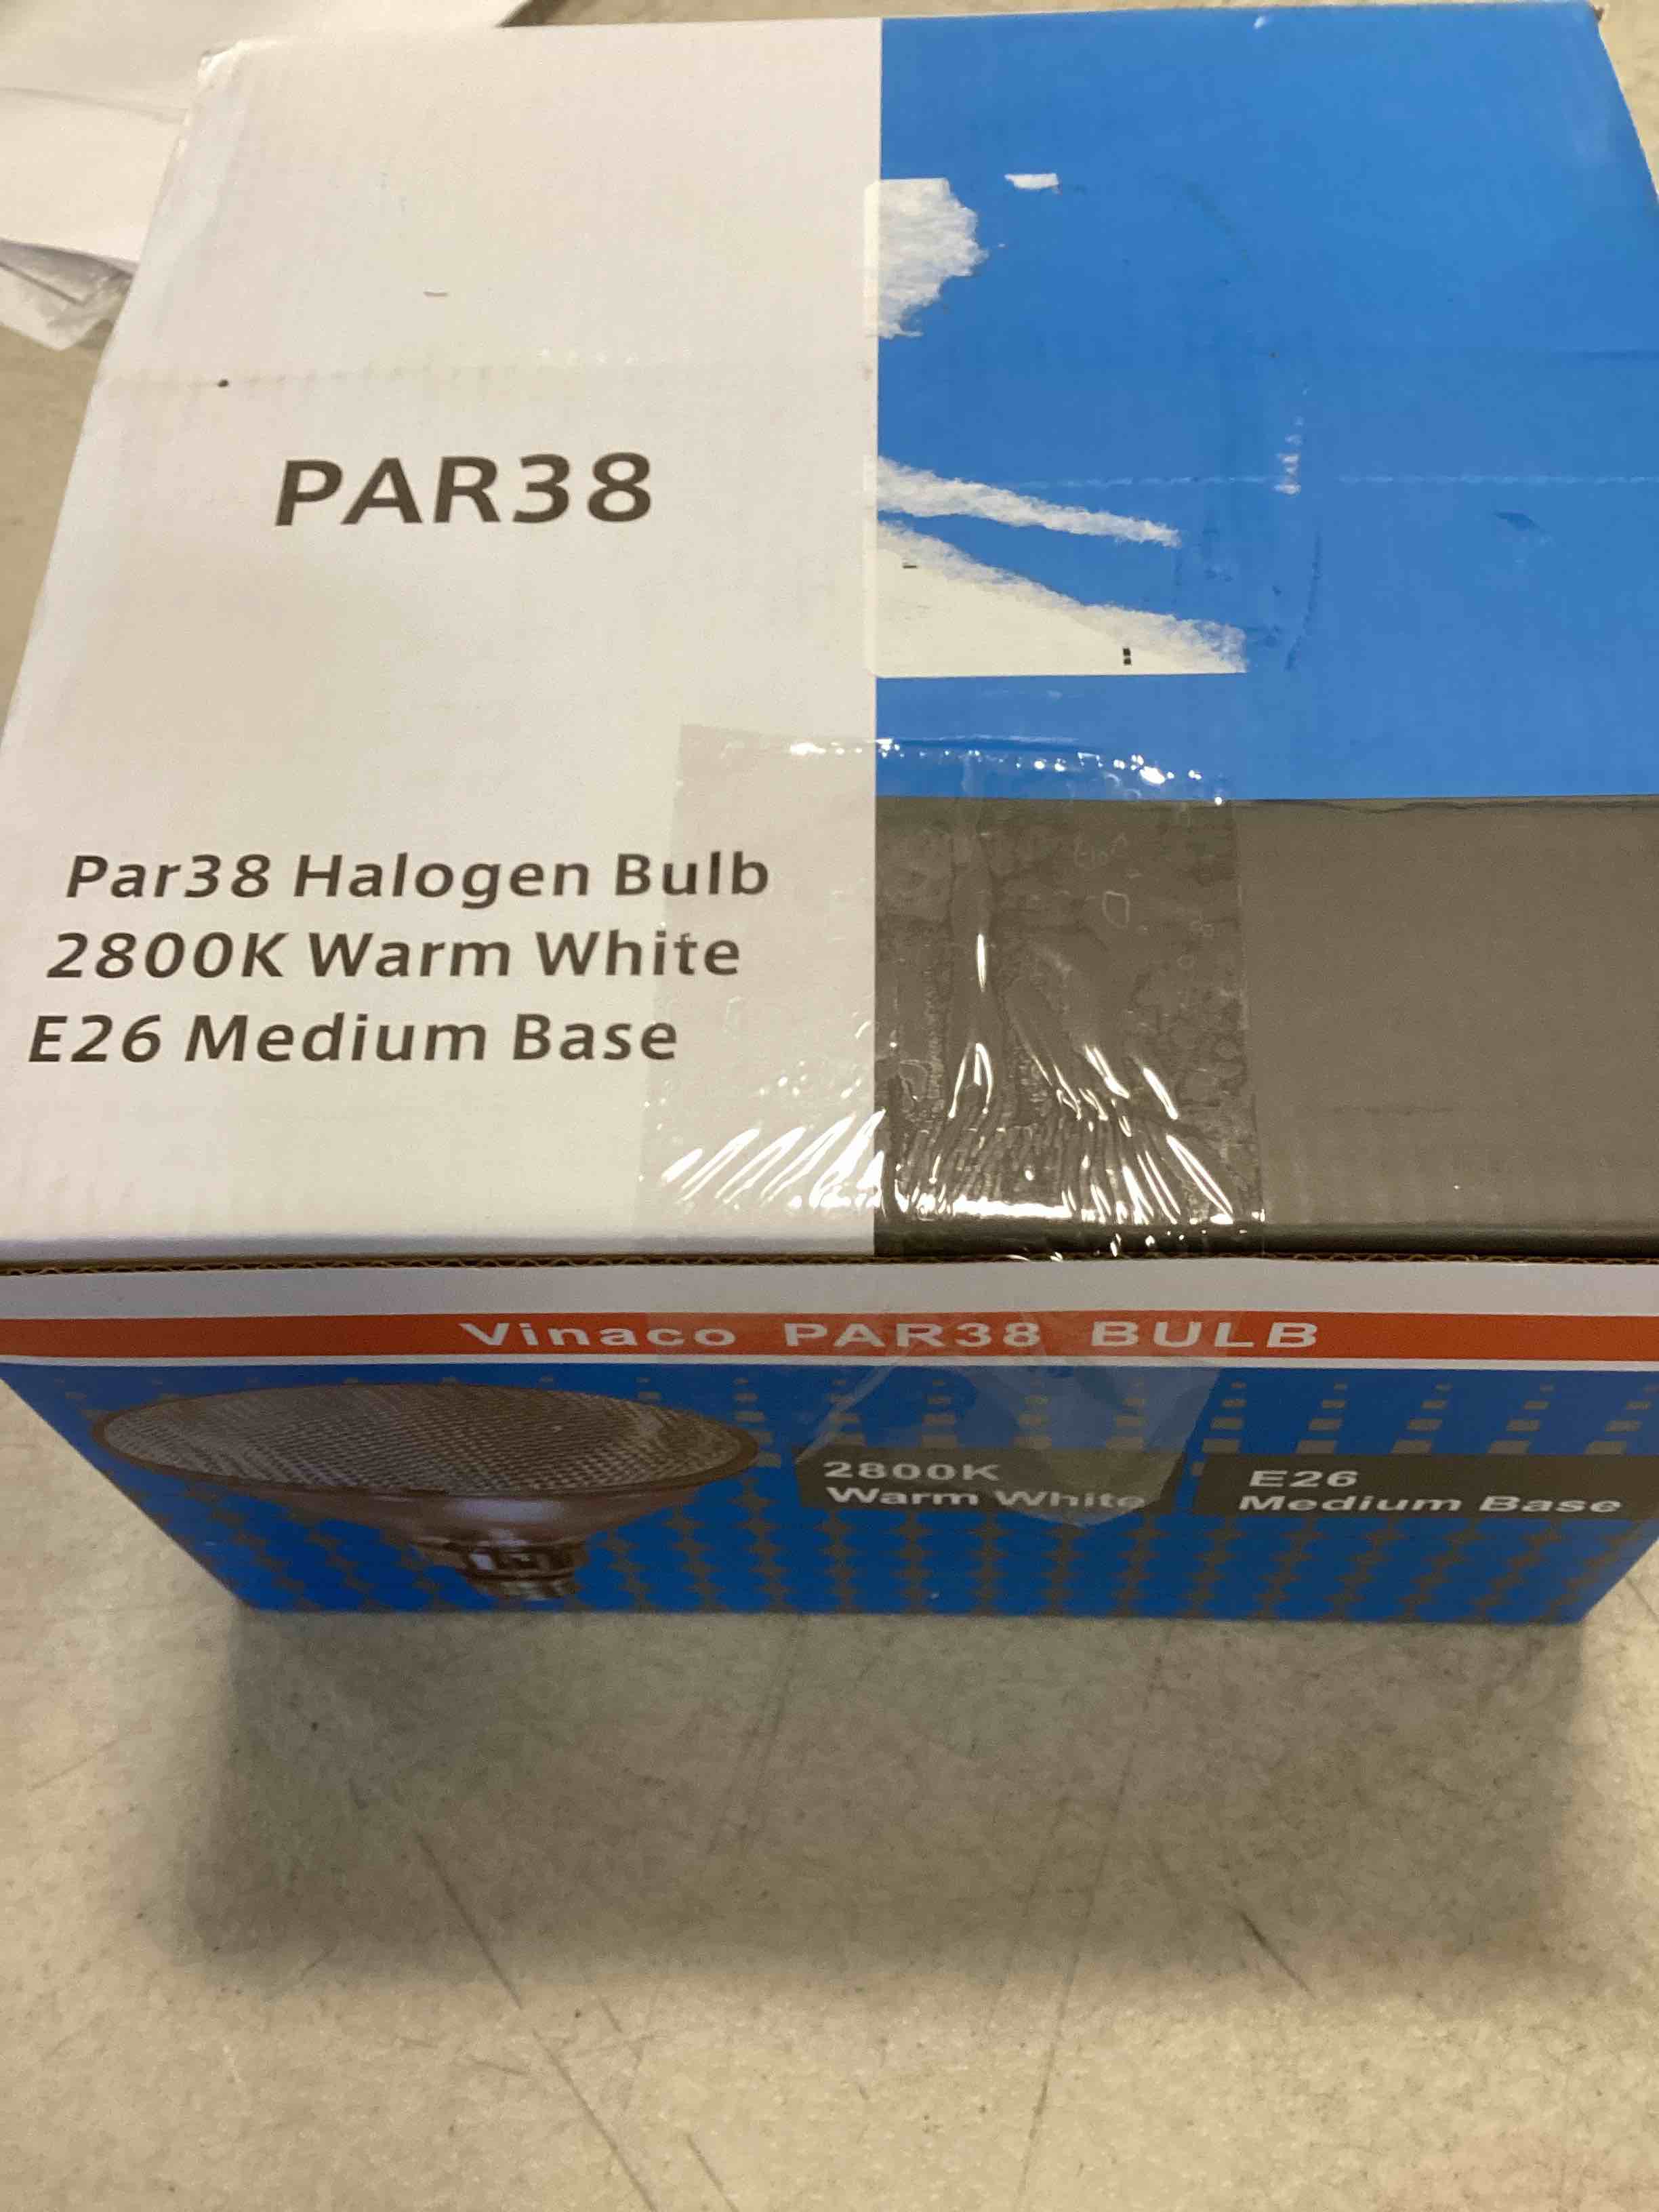 PAR38
Par38 Halogen Bulb
2800K Warm White
E26 Medium Base
Vinaco PAR38 BULB
2800K
Warm White
E26
Medium Base